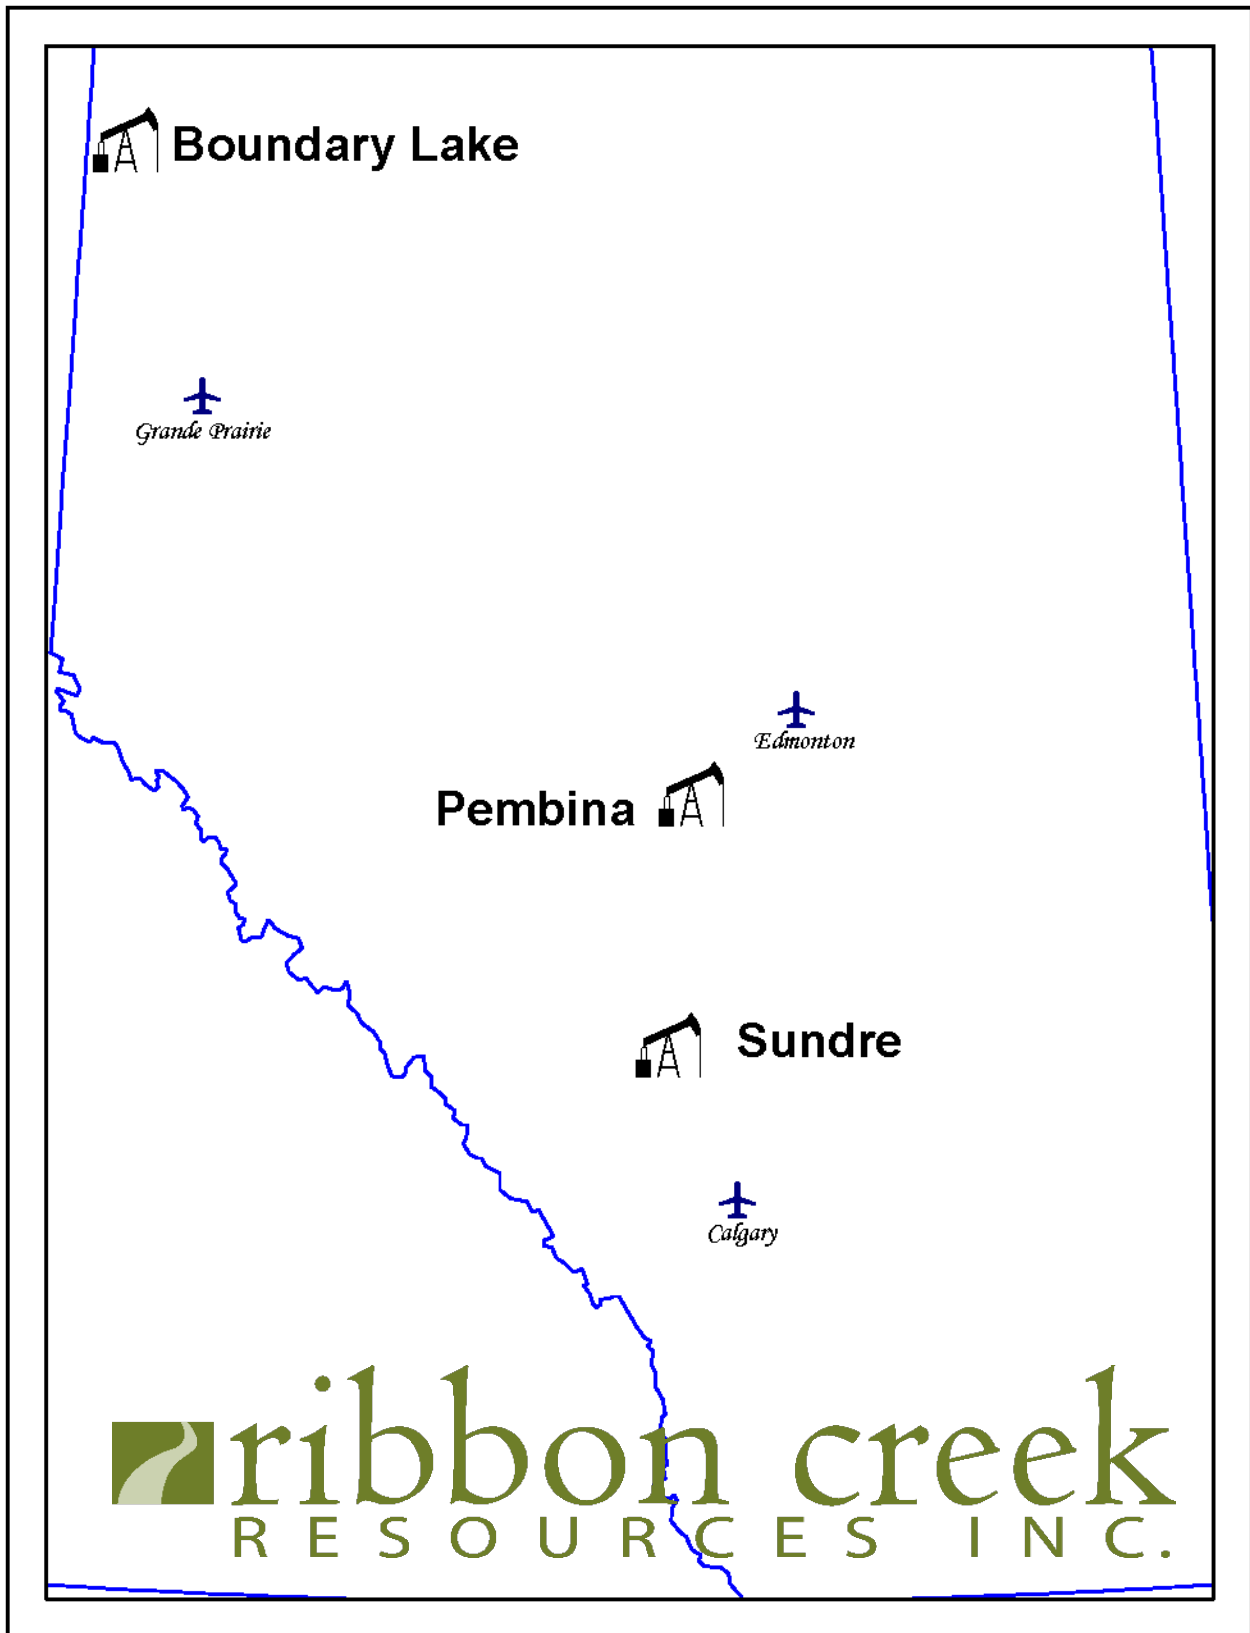 Boundary Lake
Grande Prairie
Edmonton
Pembina
Sundre
Calgary
ribbon creek
RESOURCES INC.